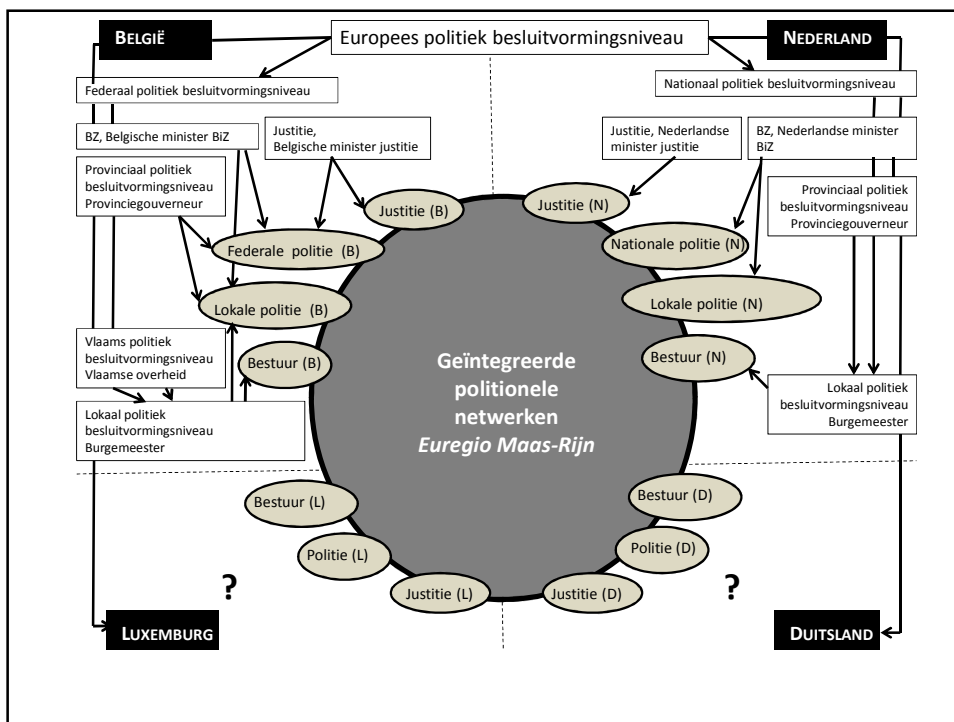 BELGIË
Europees politiek besluitvormingsniveau
NEDERLAND
Federaal politiek besluitvormingsniveau
Nationaal politiek besluitvormingsniveau
BZ, Belgische minister BiZ
Justitie,
Belgische minister justitie
Justitie, Nederlandse
minister justitie
BZ, Nederlandse minister
BiZ
Provinciaal politiek
besluitvormingsniveau
Provinciegouverneur
Provinciaal politiek
besluitvormingsniveau
Provinciegouverneur
Justitie (B)
Justitie (N)
Federale politie (B)
Nationale politie (N)
Lokale politie (B)
Lokale politie (N)
Vlaams politiek
besluitvormingsniveau
Vlaamse overheid
Bestuur (B)
Bestuur (N)
Geïntegreerde
politionele
netwerken
Euregio Maas-Rijn
Lokaal politiek
besluitvormingsniveau
Burgemeester
Lokaal politiek
besluitvormingsniveau
Burgemeester
Bestuur (L)
Bestuur (D)
Politie (L)
Politie (D)
Justitie (L)
Justitie (D)
?
?
LUXEMBURG
DUITSLAND